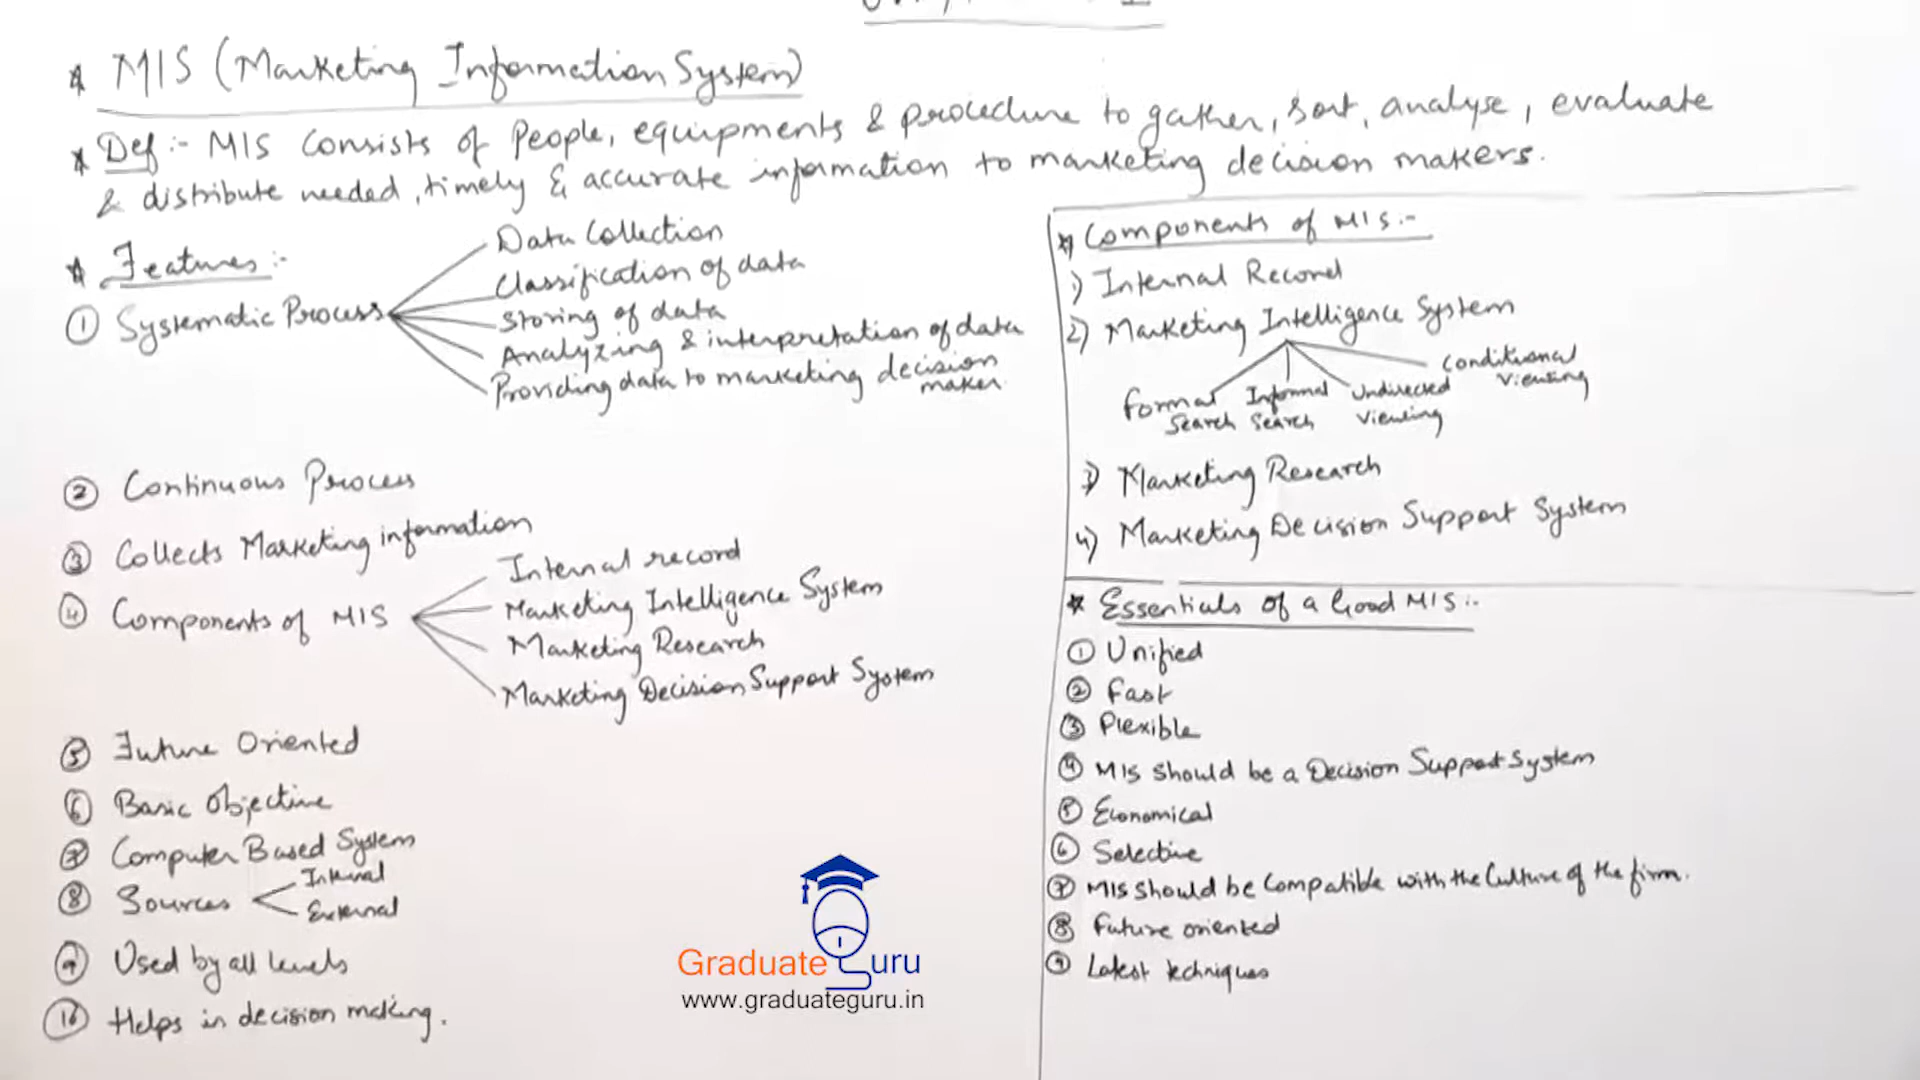 * MIS (Marketing Information System)
* Def:- MIS consists of People, equipments & procedure to gather, sort, analyse, evaluate
& distribute needed, timely & accurate information to marketing decision makers.
* Features:-
① Systematic Process
Data Collection
Classification of data
Storing of data
Analyzing & interpretation of data
Providing data to marketing decision
maker.
② Continuous Process
③ Collects Marketing information
④ Components of MIS
Internal record
Marketing Intelligence System
Marketing Research
Marketing Decision Support System
⑤ Future Oriented
⑥ Basic Objective
⑦ Computer Based System
⑧ Sources
Internal
External
⑨ Used by all levels
⑩ Helps in decision making.
* Components of MIS:-
1) Internal Record
2) Marketing Intelligence System
Formal Search
Informal Search
Undirected Viewing
Conditional Viewing
3) Marketing Research
4) Marketing Decision Support System
* Essentials of a Good MIS:-
① Unified
② Fast
③ Flexible
④ MIS should be a Decision Support System
⑤ Economical
⑥ Selective
⑦ MIS should be Compatible with the Culture of the firm.
⑧ Future oriented
⑨ Latest techniques
Graduate Guru
www.graduateguru.in